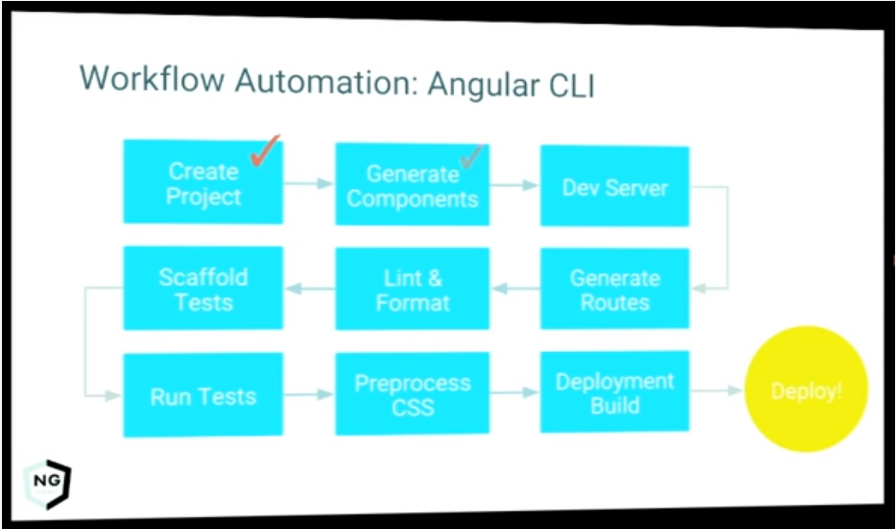 Workflow Automation: Angular CLI
Create
Project
Generate
Components
Dev Server
Generate
Routes
Lint &
Format
Scaffold
Tests
Run Tests
Preprocess
CSS
Deployment
Build
Deploy!
NG